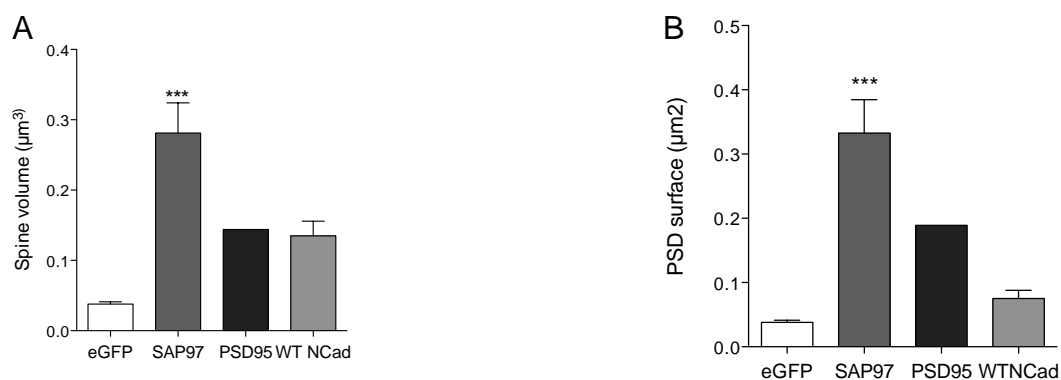 A
Spine volume (µm³)
0.4
0.3
0.2
0.1
0.0
***
eGFP SAP97 PSD95 WT NCad
B
PSD surface (µm2)
0.5
0.4
0.3
0.2
0.1
0.0
***
eGFP SAP97 PSD95 WTNCad